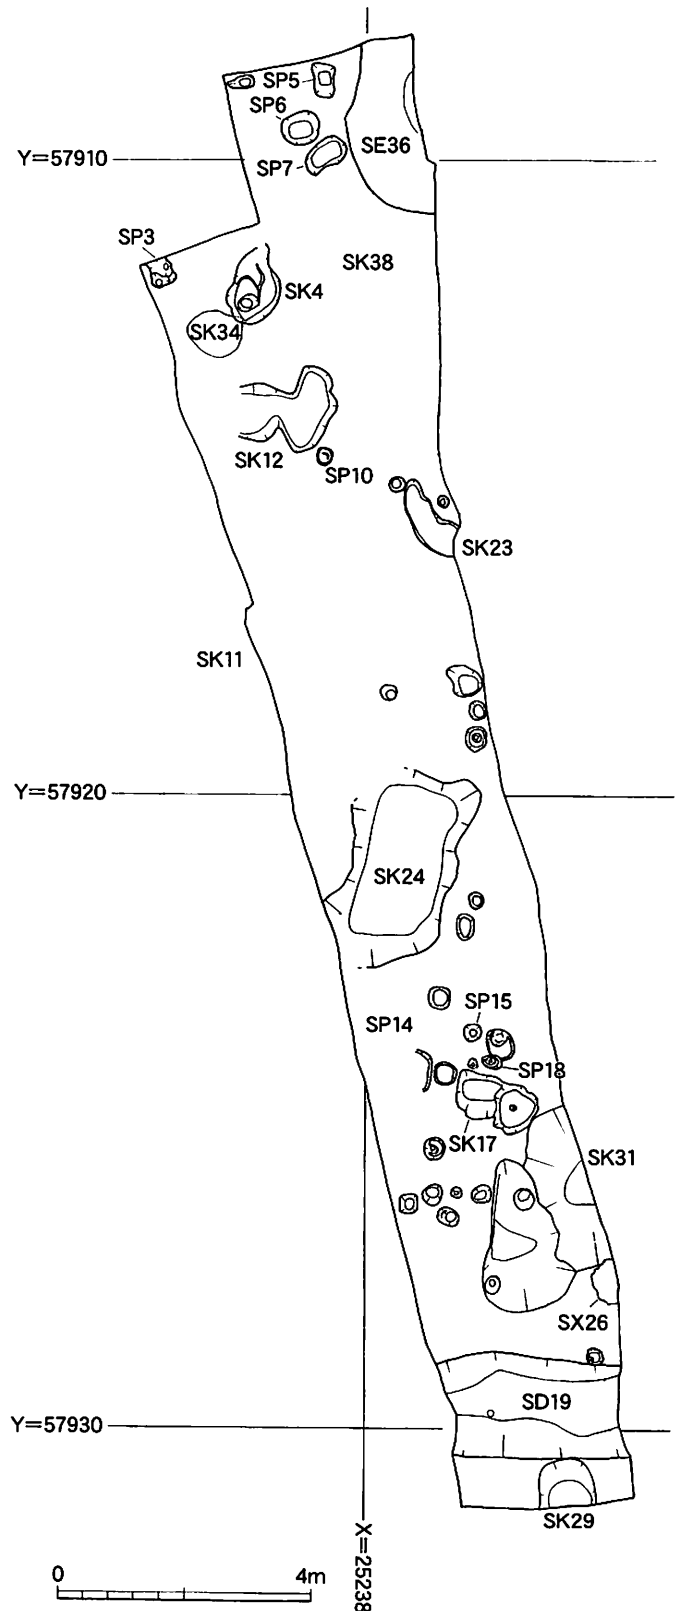 SP5
SP6
SE36
Y=57910
SP7
SP3
SK38
SK4
SK34
SK12
SP10
SK23
SK11
Y=57920
SK24
SP15
SP14
SP18
SK17
SK31
SX26
SD19
Y=57930
SK29
X=25238
0 4m